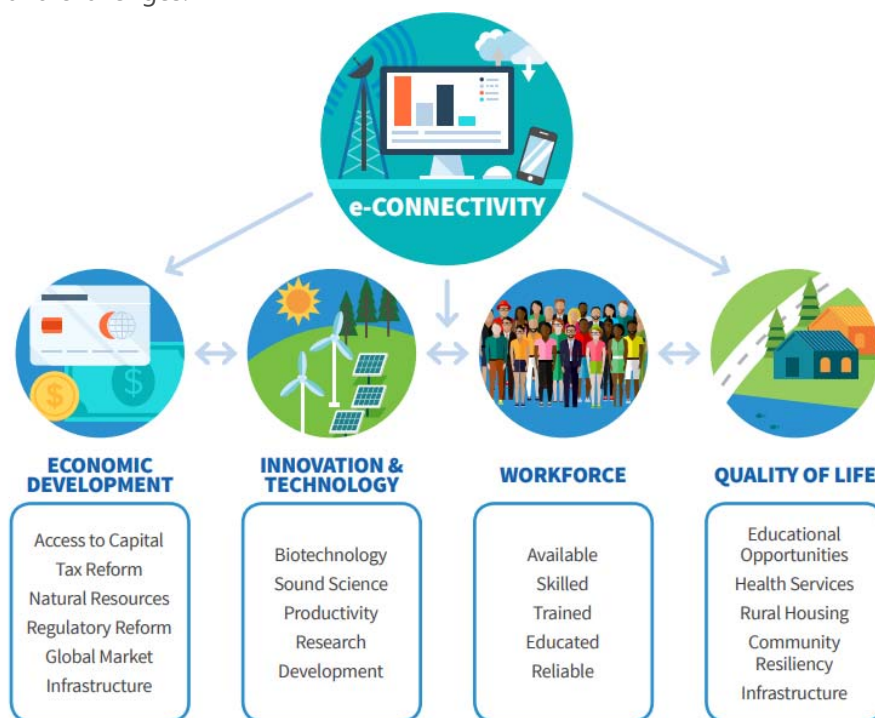 e-CONNECTIVITY
ECONOMIC
DEVELOPMENT
Access to Capital
Tax Reform
Natural Resources
Regulatory Reform
Global Market
Infrastructure
INNOVATION &
TECHNOLOGY
Biotechnology
Sound Science
Productivity
Research
Development
WORKFORCE
Available
Skilled
Trained
Educated
Reliable
QUALITY OF LIFE
Educational
Opportunities
Health Services
Rural Housing
Community
Resiliency
Infrastructure